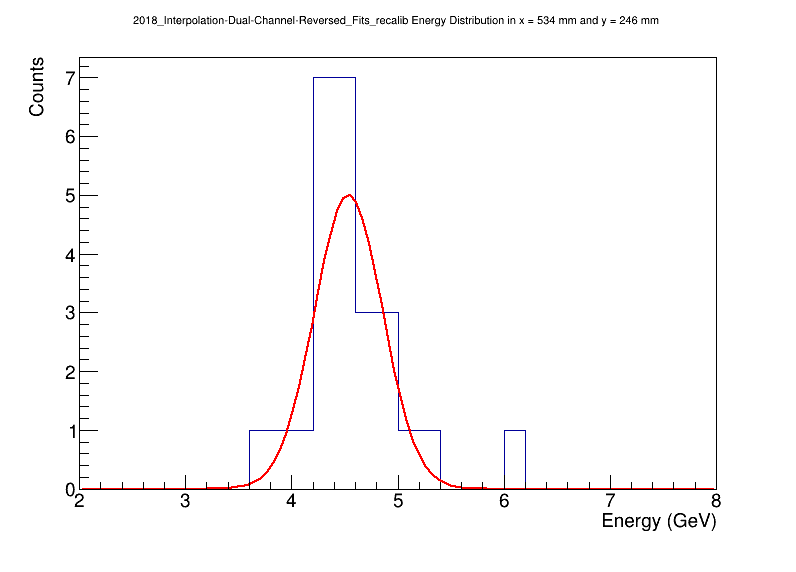 2018_Interpolation-Dual-Channel-Reversed_Fits_recalib Energy Distribution in x = 534 mm and y = 246 mm
Counts
7
6
5
4
3
2
1
0
2 3 4 5 6 7 8
Energy (GeV)